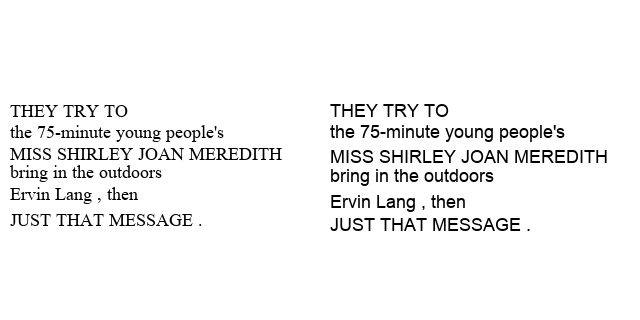 THEY TRY TO
the 75-minute young people's
MISS SHIRLEY JOAN MEREDITH
bring in the outdoors
Ervin Lang , then
JUST THAT MESSAGE .
THEY TRY TO
the 75-minute young people's
MISS SHIRLEY JOAN MEREDITH
bring in the outdoors
Ervin Lang , then
JUST THAT MESSAGE .